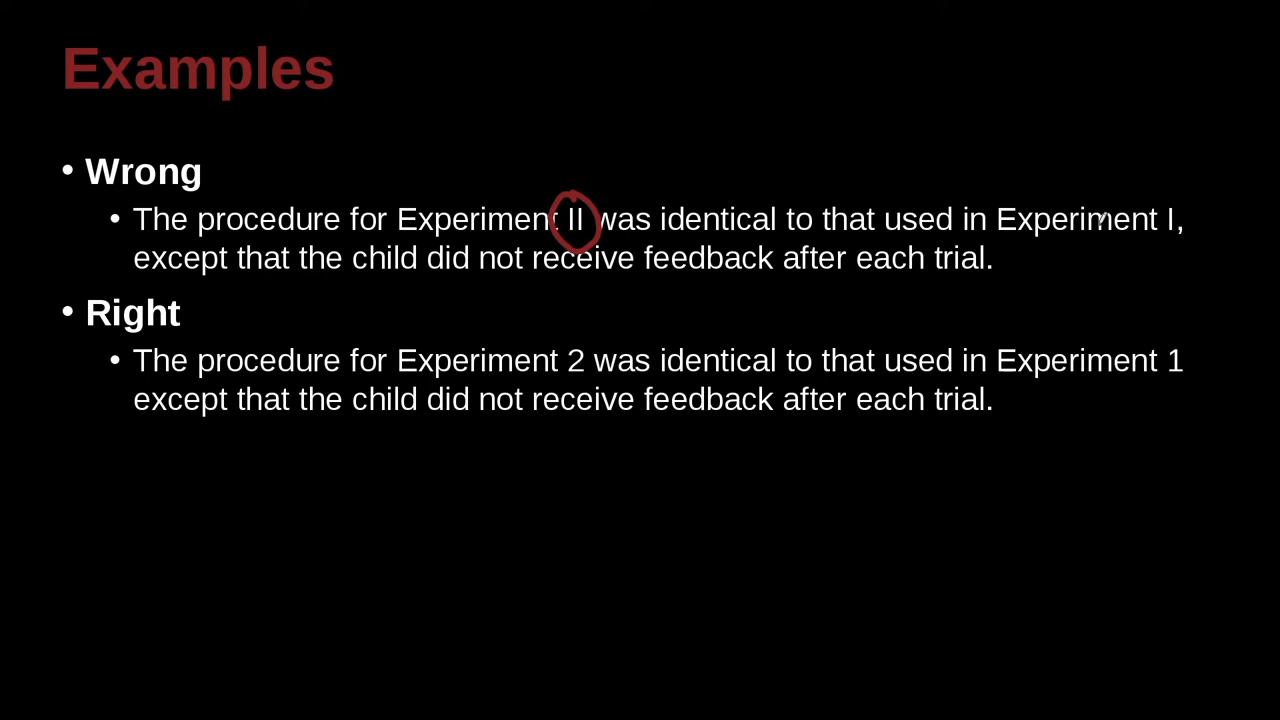 Examples
• Wrong
• The procedure for Experiment II was identical to that used in Experiment I,
except that the child did not receive feedback after each trial.
• Right
• The procedure for Experiment 2 was identical to that used in Experiment 1
except that the child did not receive feedback after each trial.